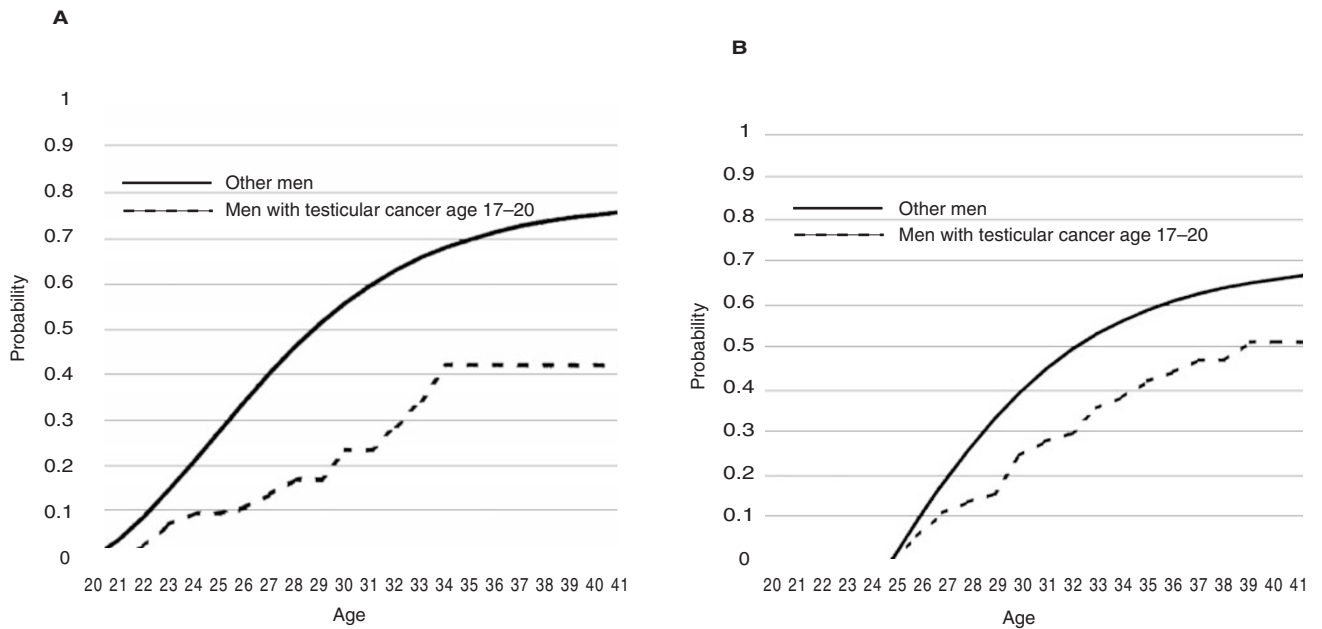 A
1
0.9
0.8
0.7
0.6
0.5
0.4
0.3
0.2
0.1
0
Probability
Other men
Men with testicular cancer age 17–20
20 21 22 23 24 25 26 27 28 29 30 31 32 33 34 35 36 37 38 39 40 41
Age
B
1
0.9
0.8
0.7
0.6
0.5
0.4
0.3
0.2
0.1
0
Probability
Other men
Men with testicular cancer age 17–20
20 21 22 23 24 25 26 37 28 29 30 31 32 33 34 35 36 37 38 39 40 41
Age